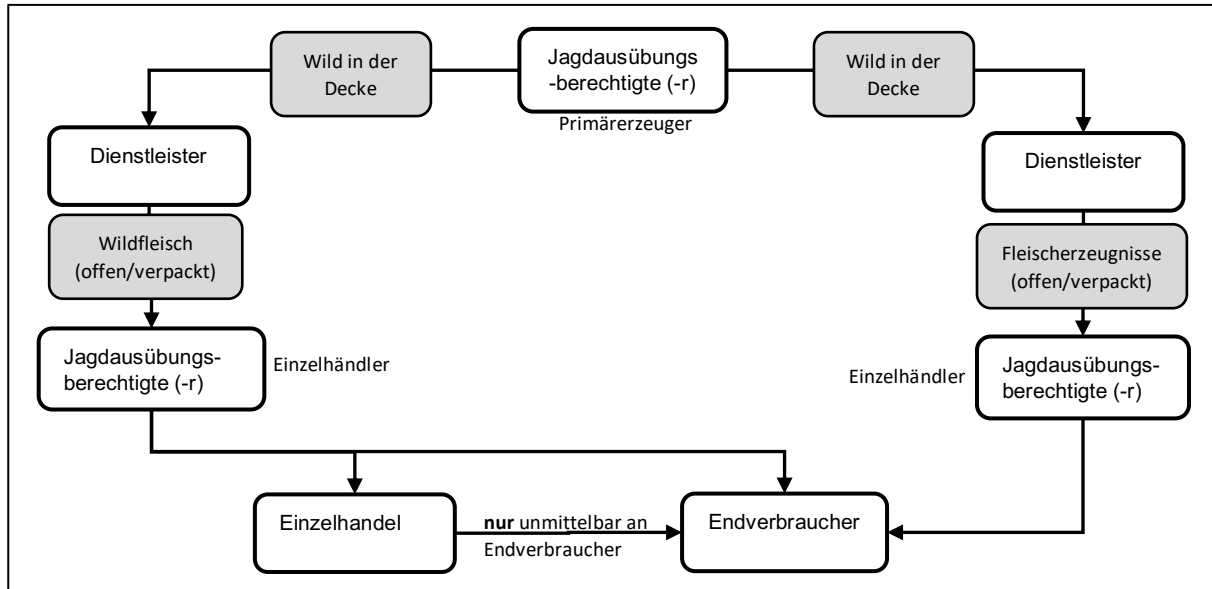 Wild in der
Decke
Jagdausübungs
-berechtigte (-r)
Primärerzeuger
Wild in der
Decke
Dienstleister
Dienstleister
Wildfleisch
(offen/verpackt)
Fleischerzeugnisse
(offen/verpackt)
Jagdausübungs-
berechtigte (-r)
Einzelhändler
Einzelhändler
Jagdausübungs-
berechtigte (-r)
Einzelhandel
nur unmittelbar an
Endverbraucher
Endverbraucher